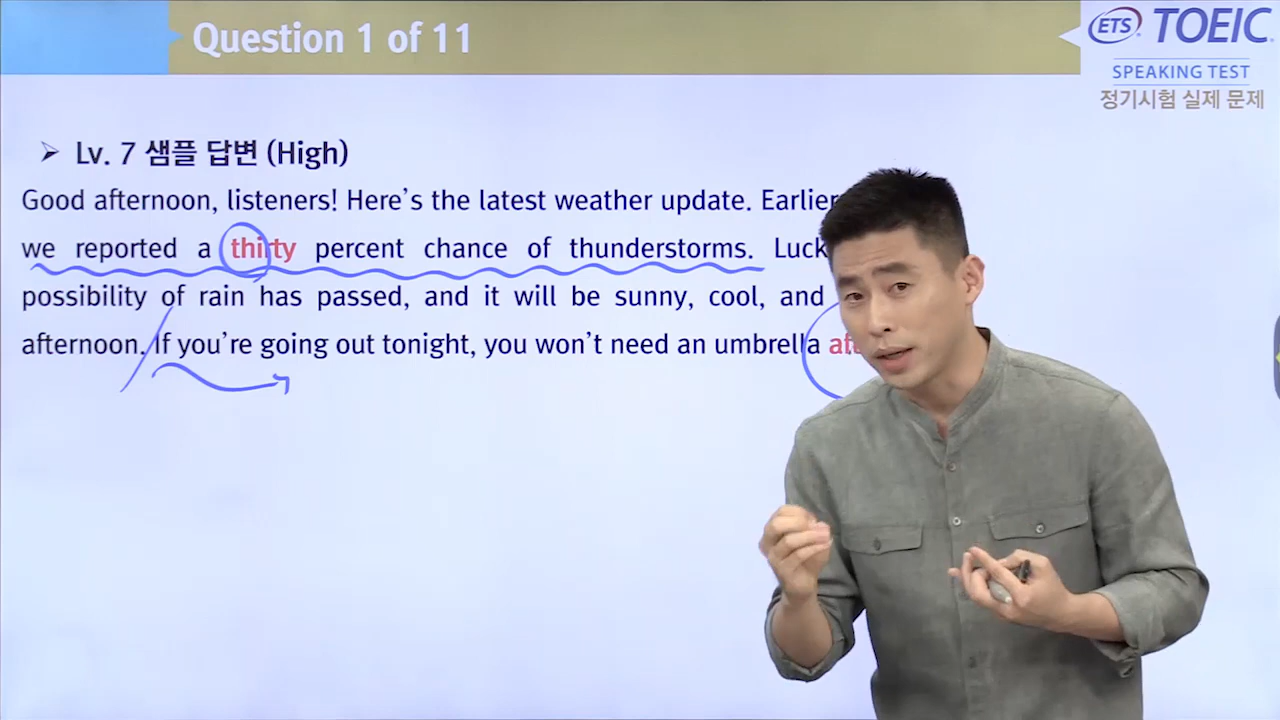 Question 1 of 11
ETS TOEIC
SPEAKING TEST
정기시험 실제 문제
Lv. 7 샘플 답변 (High)
Good afternoon, listeners! Here's the latest weather update. Earlier
we reported a thirty percent chance of thunderstorms.
possibility of rain has passed, and it will be sunny, cool, and
afternoon. If you're going out tonight, you won't need an umbrella